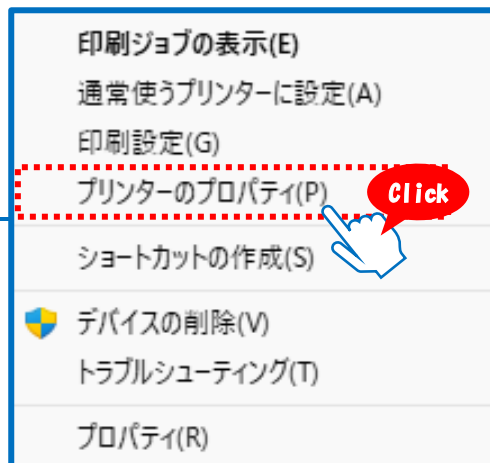 印刷ジョブの表示(E)
通常使うプリンターに設定(A)
印刷設定(G)
プリンターのプロパティ(P)
Click
ショートカットの作成(S)
デバイスの削除(V)
トラブルシューティング(T)
プロパティ(R)